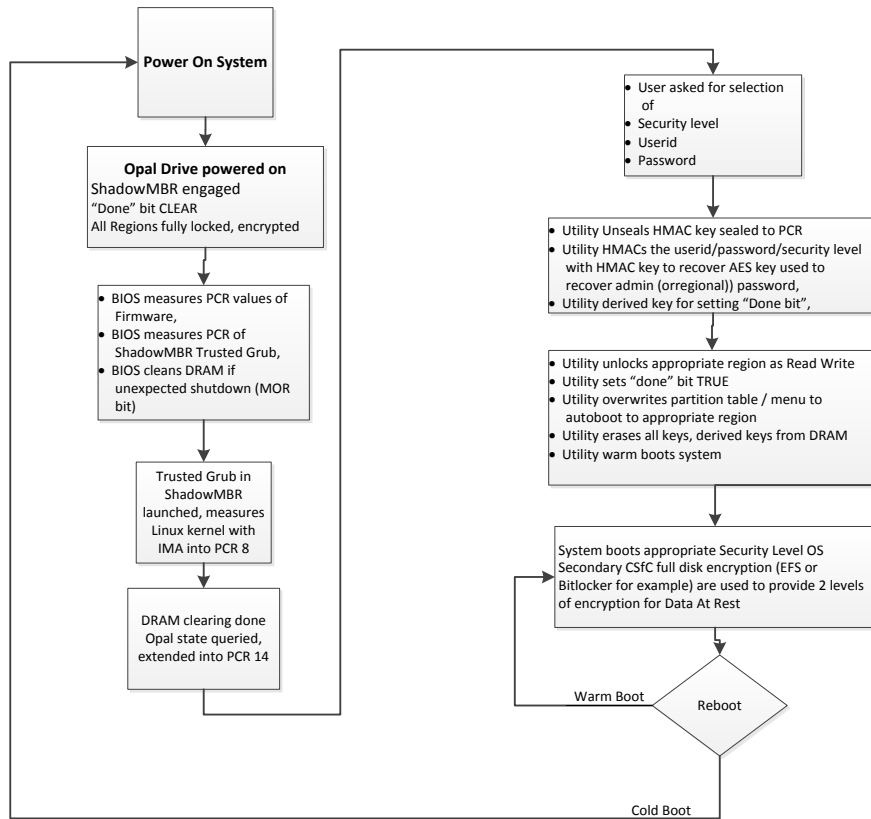 Power On System
Opal Drive powered on
ShadowMBR engaged
“Done” bit CLEAR
All Regions fully locked, encrypted
• BIOS measures PCR values of
Firmware,
• BIOS measures PCR of
ShadowMBR Trusted Grub,
• BIOS cleans DRAM if
unexpected shutdown (MOR
bit)
Trusted Grub in
ShadowMBR
launched, measures
Linux kernel with
IMA into PCR 8
DRAM clearing done
Opal state queried,
extended into PCR 14
• User asked for selection
of
• Security level
• Userid
• Password
• Utility Unseals HMAC key sealed to PCR
• Utility HMACs the userid/password/security level
with HMAC key to recover AES key used to
recover admin (orregional)) password,
• Utility derived key for setting “Done bit”,
• Utility unlocks appropriate region as Read Write
• Utility sets “done” bit TRUE
• Utility overwrites partition table / menu to
autoboot to appropriate region
• Utility erases all keys, derived keys from DRAM
• Utility warm boots system
System boots appropriate Security Level OS
Secondary CSfC full disk encryption (EFS or
Bitlocker for example) are used to provide 2 levels
of encryption for Data At Rest
Warm Boot
Reboot
Cold Boot